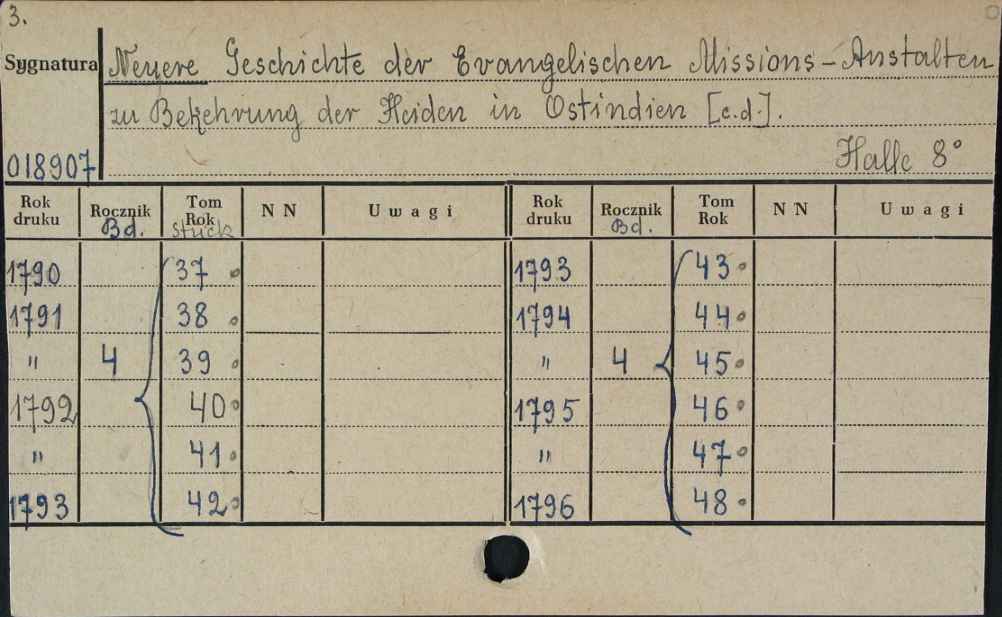 3.
Sygnatura
Neuere Geschichte der Evangelischen Missions-Anstalten
zu Bekehrung der Heiden in Ostindien [c.d.].
018907
Halle 8°
Rok druku Rocznik Bd. Tom Rok Stück NN Uwagi Rok druku Rocznik Bd. Tom Rok NN Uwagi
1790 37 1793 43
1791 38 1794 44
" 4 39 " 4 45
1792 40 1795 46
" 41 " 47
1793 42 1796 48